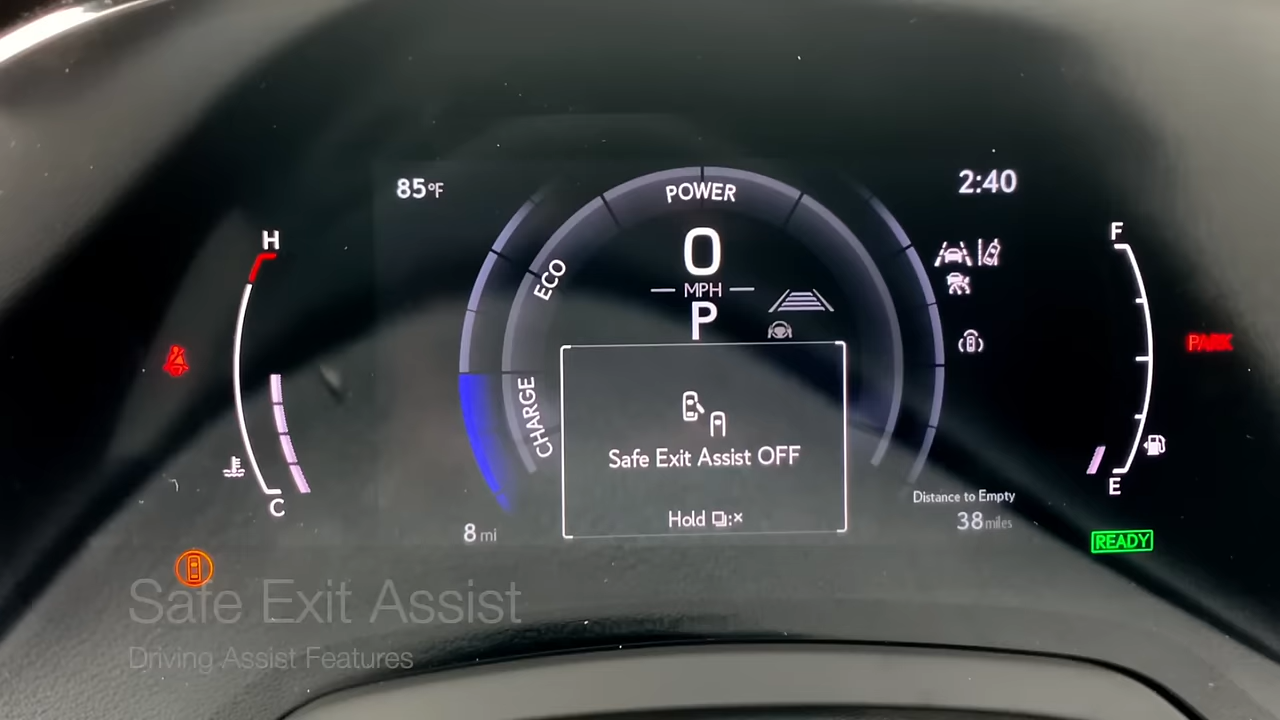 85°F
POWER
2:40
H
F
0
ECO
MPH
P
PARK
CHARGE
Safe Exit Assist OFF
E
Distance to Empty
C
Hold :×
38 miles
8 mi
READY
Safe Exit Assist
Driving Assist Features